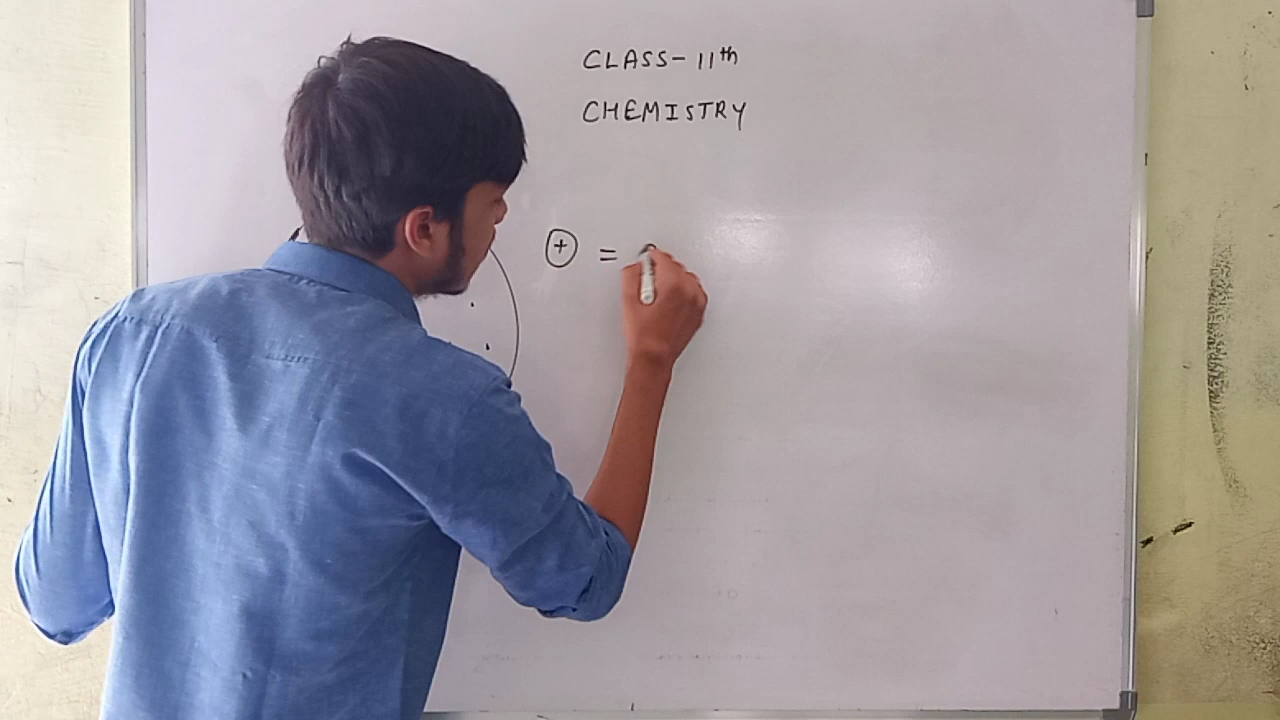 CLASS-11th
CHEMISTRY
+ =